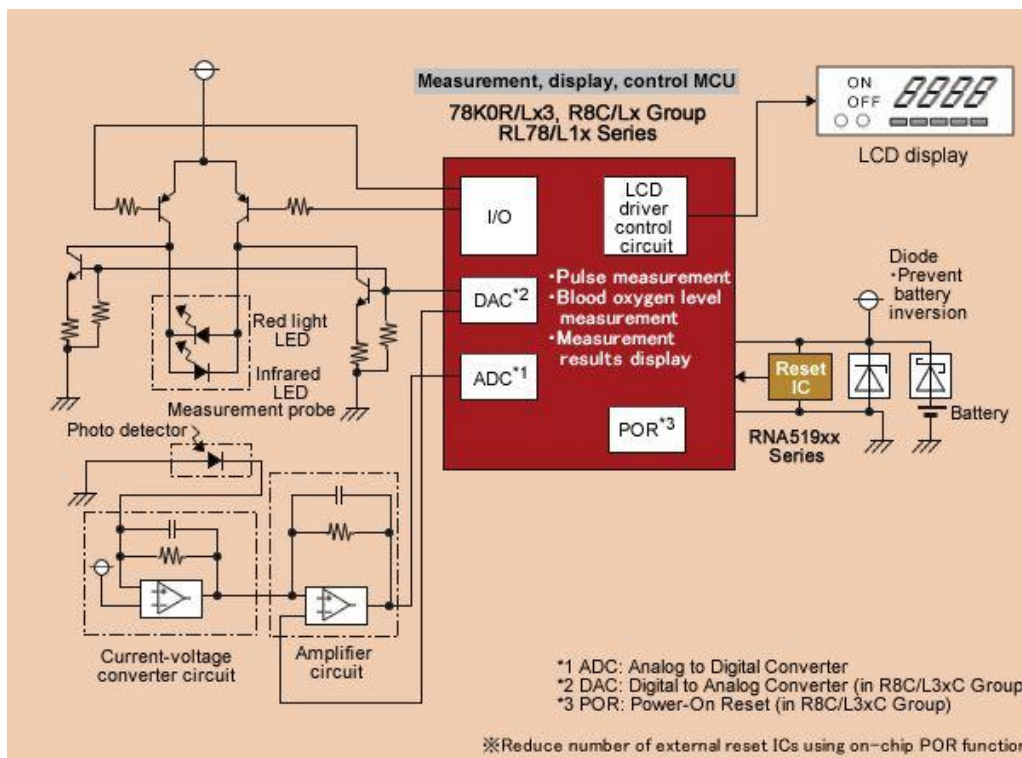 Measurement, display, control MCU
78K0R/Lx3, R8C/Lx Group
RL78/L1x Series
ON
OFF
8888
LCD display
I/O
LCD
driver
control
circuit
DAC*2
・Pulse measurement
・Blood oxygen level
measurement
・Measurement
results display
ADC*1
POR*3
Diode
・Prevent
battery
inversion
Reset
IC
Battery
RNA519xx
Series
Red light
LED
Infrared
LED
Measurement probe
Photo detector
Current-voltage
converter circuit
Amplifier
circuit
*1 ADC: Analog to Digital Converter
*2 DAC: Digital to Analog Converter (in R8C/L3xC Group
*3 POR: Power-On Reset (in R8C/L3xC Group)
※Reduce number of external reset ICs using on-chip POR function